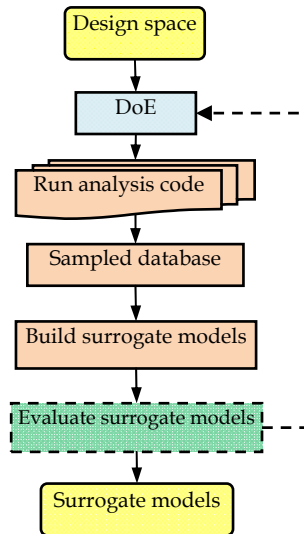 Design space
DoE
Run analysis code
Sampled database
Build surrogate models
Evaluate surrogate models
Surrogate models